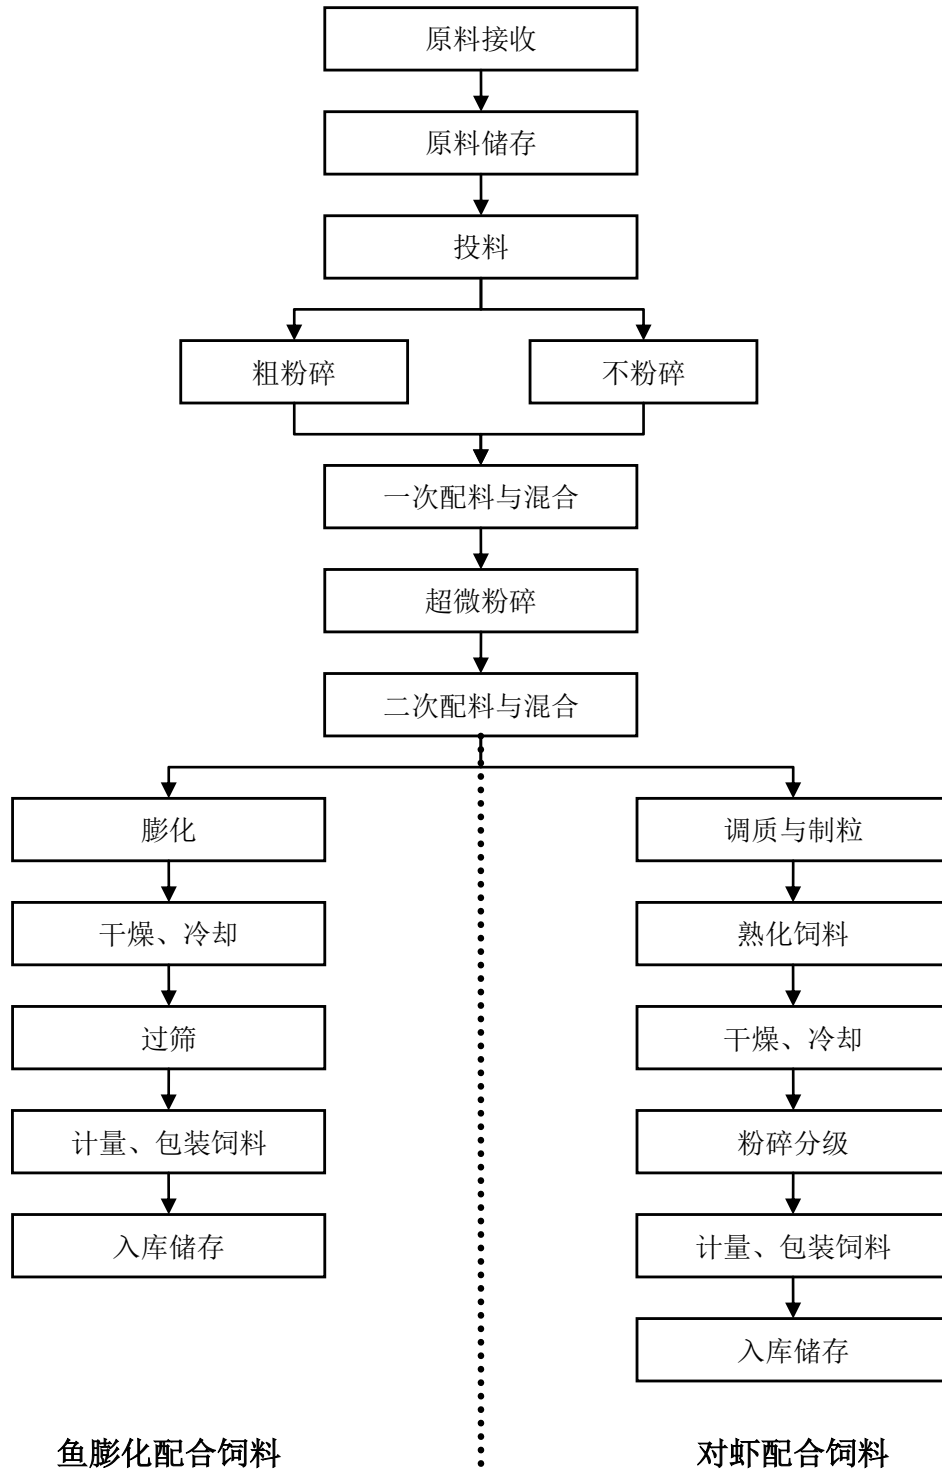 原料接收
原料储存
投料
粗粉碎
不粉碎
一次配料与混合
超微粉碎
二次配料与混合
膨化
干燥、冷却
过筛
计量、包装饲料
入库储存
鱼膨化配合饲料
调质与制粒
熟化饲料
干燥、冷却
粉碎分级
计量、包装饲料
入库储存
对虾配合饲料